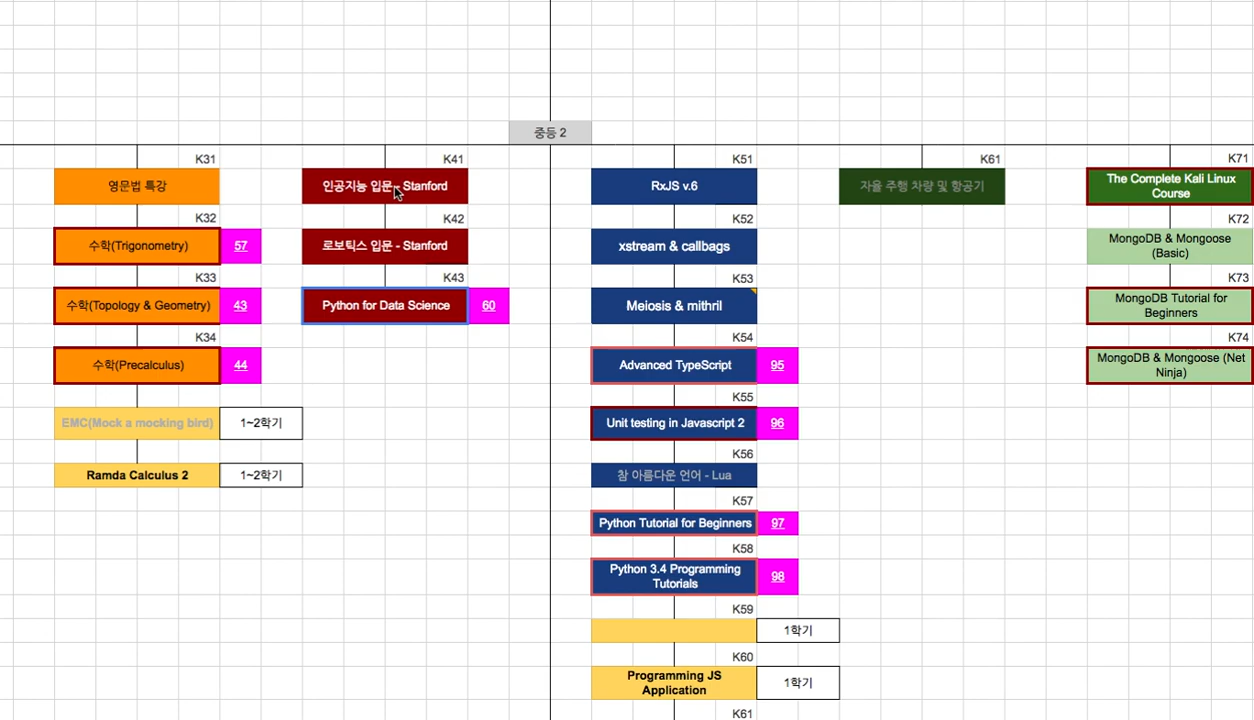 중등 2
K31
영문법 특강
K32
수학(Trigonometry)
57
K33
수학(Topology & Geometry)
43
K34
수학(Precalculus)
44
EMC(Mock a mocking bird)
1~2학기
Ramda Calculus 2
1~2학기
K41
인공지능 입문 - Stanford
K42
로보틱스 입문 - Stanford
K43
Python for Data Science
60
K51
RxJS v.6
K52
xstream & callbags
K53
Meiosis & mithril
K54
Advanced TypeScript
95
K55
Unit testing in Javascript 2
96
K56
참 아름다운 언어 - Lua
K57
Python Tutorial for Beginners
97
K58
Python 3.4 Programming
Tutorials
98
K59
1학기
K60
Programming JS
Application
1학기
K61
K61
자율 주행 차량 및 항공기
K71
The Complete Kali Linux
Course
K72
MongoDB & Mongoose
(Basic)
K73
MongoDB Tutorial for
Beginners
K74
MongoDB & Mongoose (Net
Ninja)